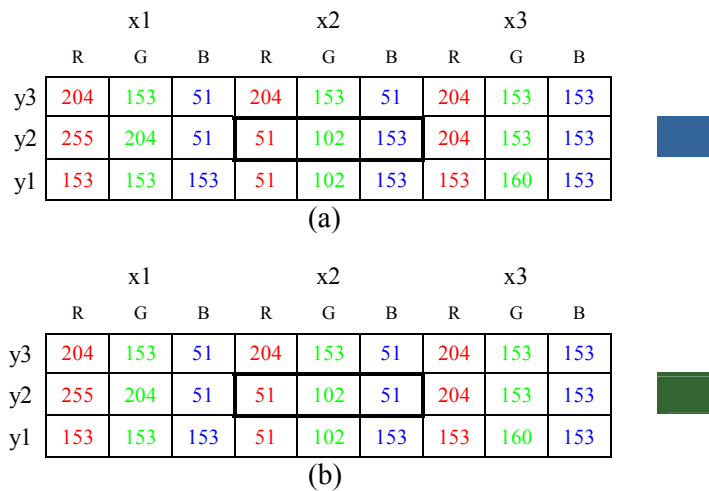 x1 x2 x3
R G B R G B R G B
y3 204 153 51 204 153 51 204 153 153
y2 255 204 51 51 102 153 204 153 153
y1 153 153 153 51 102 153 153 160 153
(a)
x1 x2 x3
R G B R G B R G B
y3 204 153 51 204 153 51 204 153 153
y2 255 204 51 51 102 51 204 153 153
y1 153 153 153 51 102 153 153 160 153
(b)